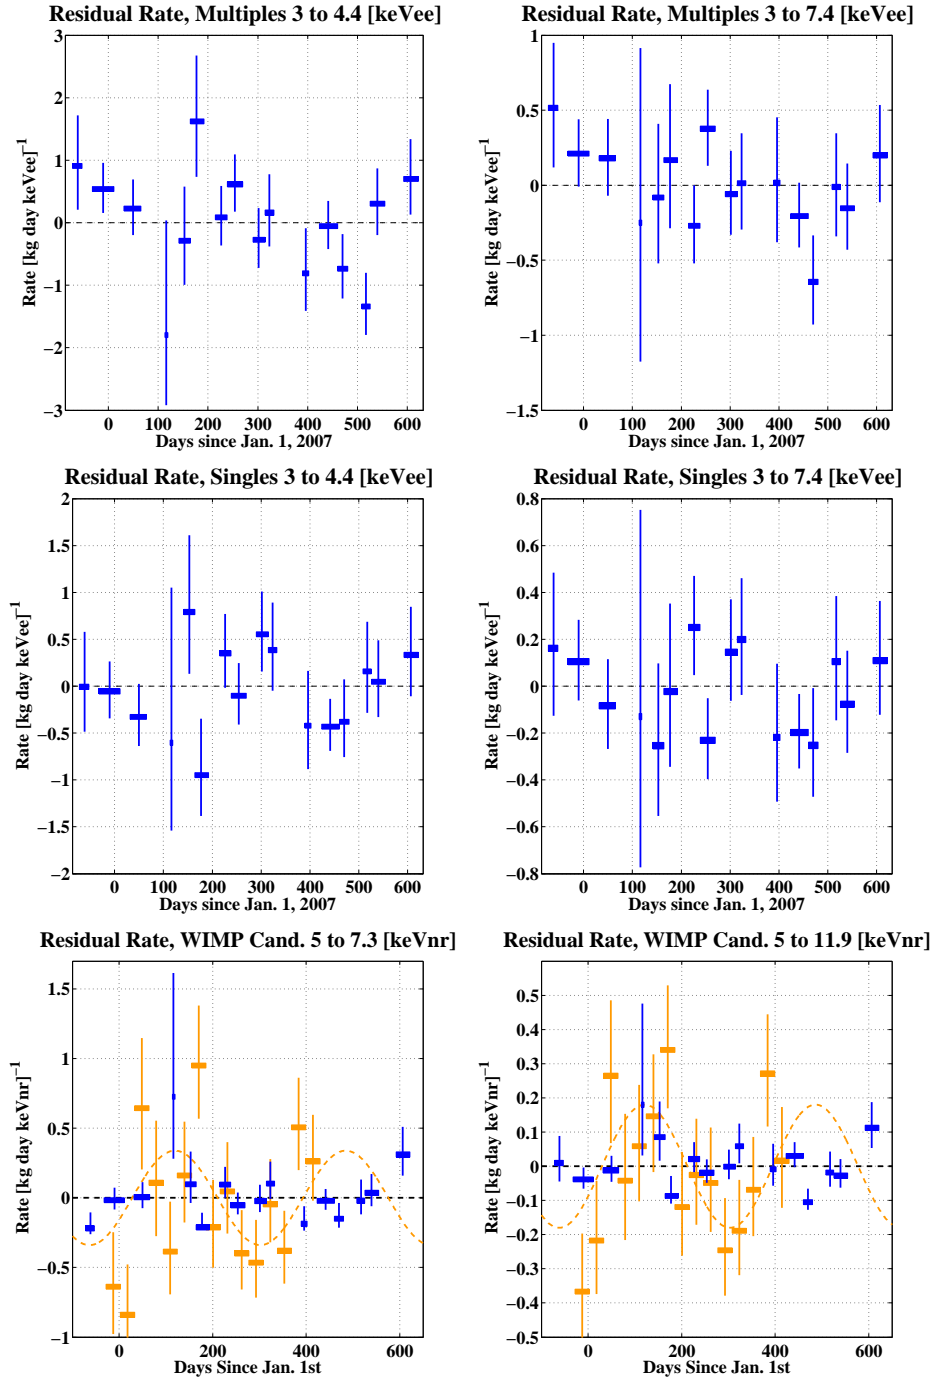 Residual Rate, Multiples 3 to 4.4 [keVee]
Rate [kg day keVee]⁻¹
3
2
1
0
−1
−2
−3
0 100 200 300 400 500 600
Days since Jan. 1, 2007
Residual Rate, Multiples 3 to 7.4 [keVee]
Rate [kg day keVee]⁻¹
1
0.5
0
−0.5
−1
−1.5
0 100 200 300 400 500 600
Days since Jan. 1, 2007
Residual Rate, Singles 3 to 4.4 [keVee]
Rate [kg day keVee]⁻¹
2
1.5
1
0.5
0
−0.5
−1
−1.5
−2
0 100 200 300 400 500 600
Days since Jan. 1, 2007
Residual Rate, Singles 3 to 7.4 [keVee]
Rate [kg day keVee]⁻¹
0.8
0.6
0.4
0.2
0
−0.2
−0.4
−0.6
−0.8
0 100 200 300 400 500 600
Days since Jan. 1, 2007
Residual Rate, WIMP Cand. 5 to 7.3 [keVnr]
Rate [kg day keVnr]⁻¹
1.5
1
0.5
0
−0.5
−1
0 200 400 600
Days Since Jan. 1st
Residual Rate, WIMP Cand. 5 to 11.9 [keVnr]
Rate [kg day keVnr]⁻¹
0.5
0.4
0.3
0.2
0.1
0
−0.1
−0.2
−0.3
−0.4
−0.5
0 200 400 600
Days Since Jan. 1st